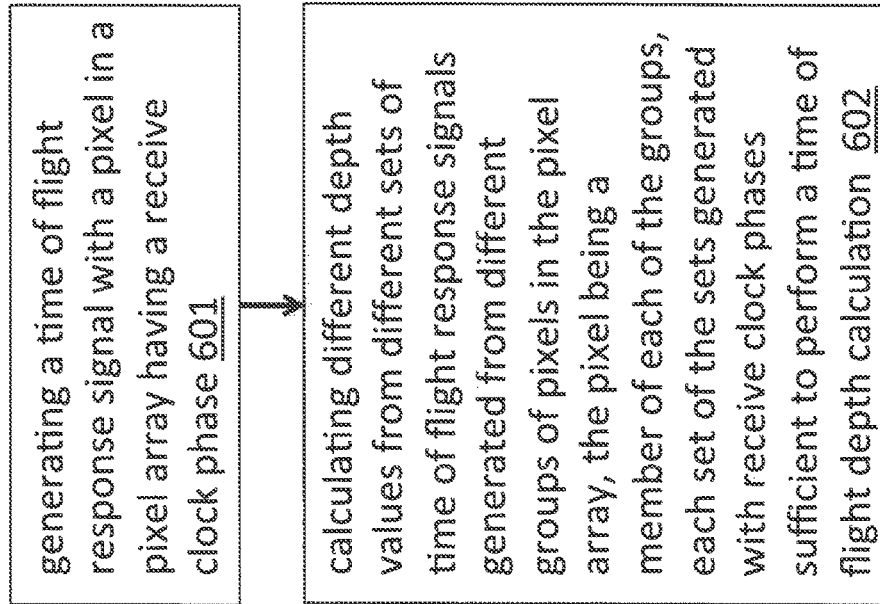 generating a time of flight
response signal with a pixel in a
pixel array having a receive
clock phase 601
calculating different depth
values from different sets of
time of flight response signals
generated from different
groups of pixels in the pixel
array, the pixel being a
member of each of the groups,
each set of the sets generated
with receive clock phases
sufficient to perform a time of
flight depth calculation 602